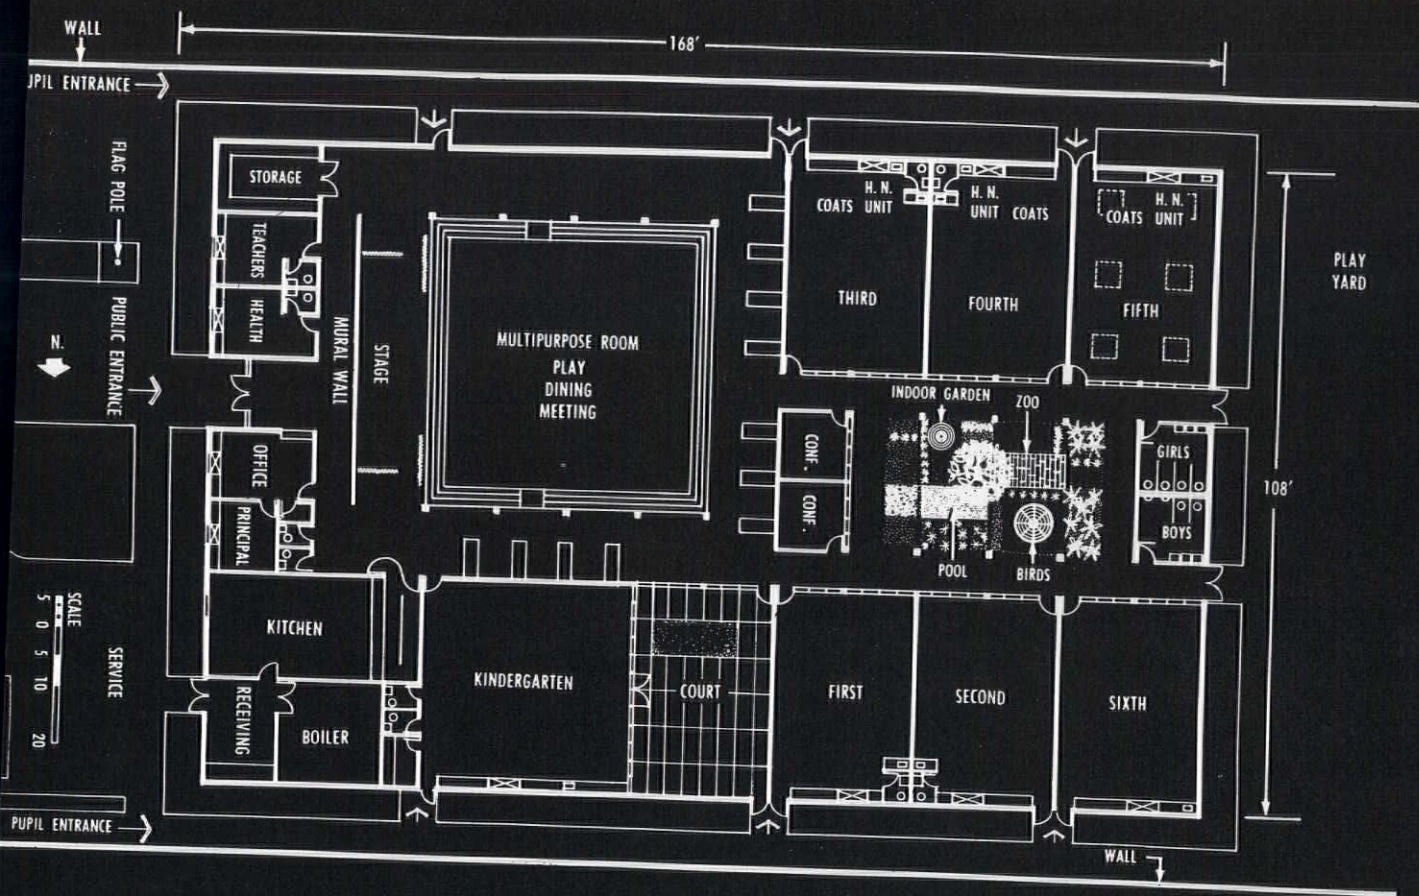 WALL
168′
UPIL ENTRANCE
FLAG POLE
STORAGE
H. N.
COATS UNIT
H. N.
UNIT COATS
H. N.
COATS UNIT
TEACHERS
PLAY
YARD
HEALTH
PUBLIC ENTRANCE
THIRD
FOURTH
FIFTH
N.
MURAL WALL
STAGE
MULTIPURPOSE ROOM
PLAY
DINING
MEETING
INDOOR GARDEN
ZOO
OFFICE
CONF.
GIRLS
108′
PRINCIPAL
CONF.
BOYS
POOL
BIRDS
SCALE
5 0 5 10 20
SERVICE
KITCHEN
KINDERGARTEN
COURT
FIRST
SECOND
SIXTH
RECEIVING
BOILER
PUPIL ENTRANCE
WALL